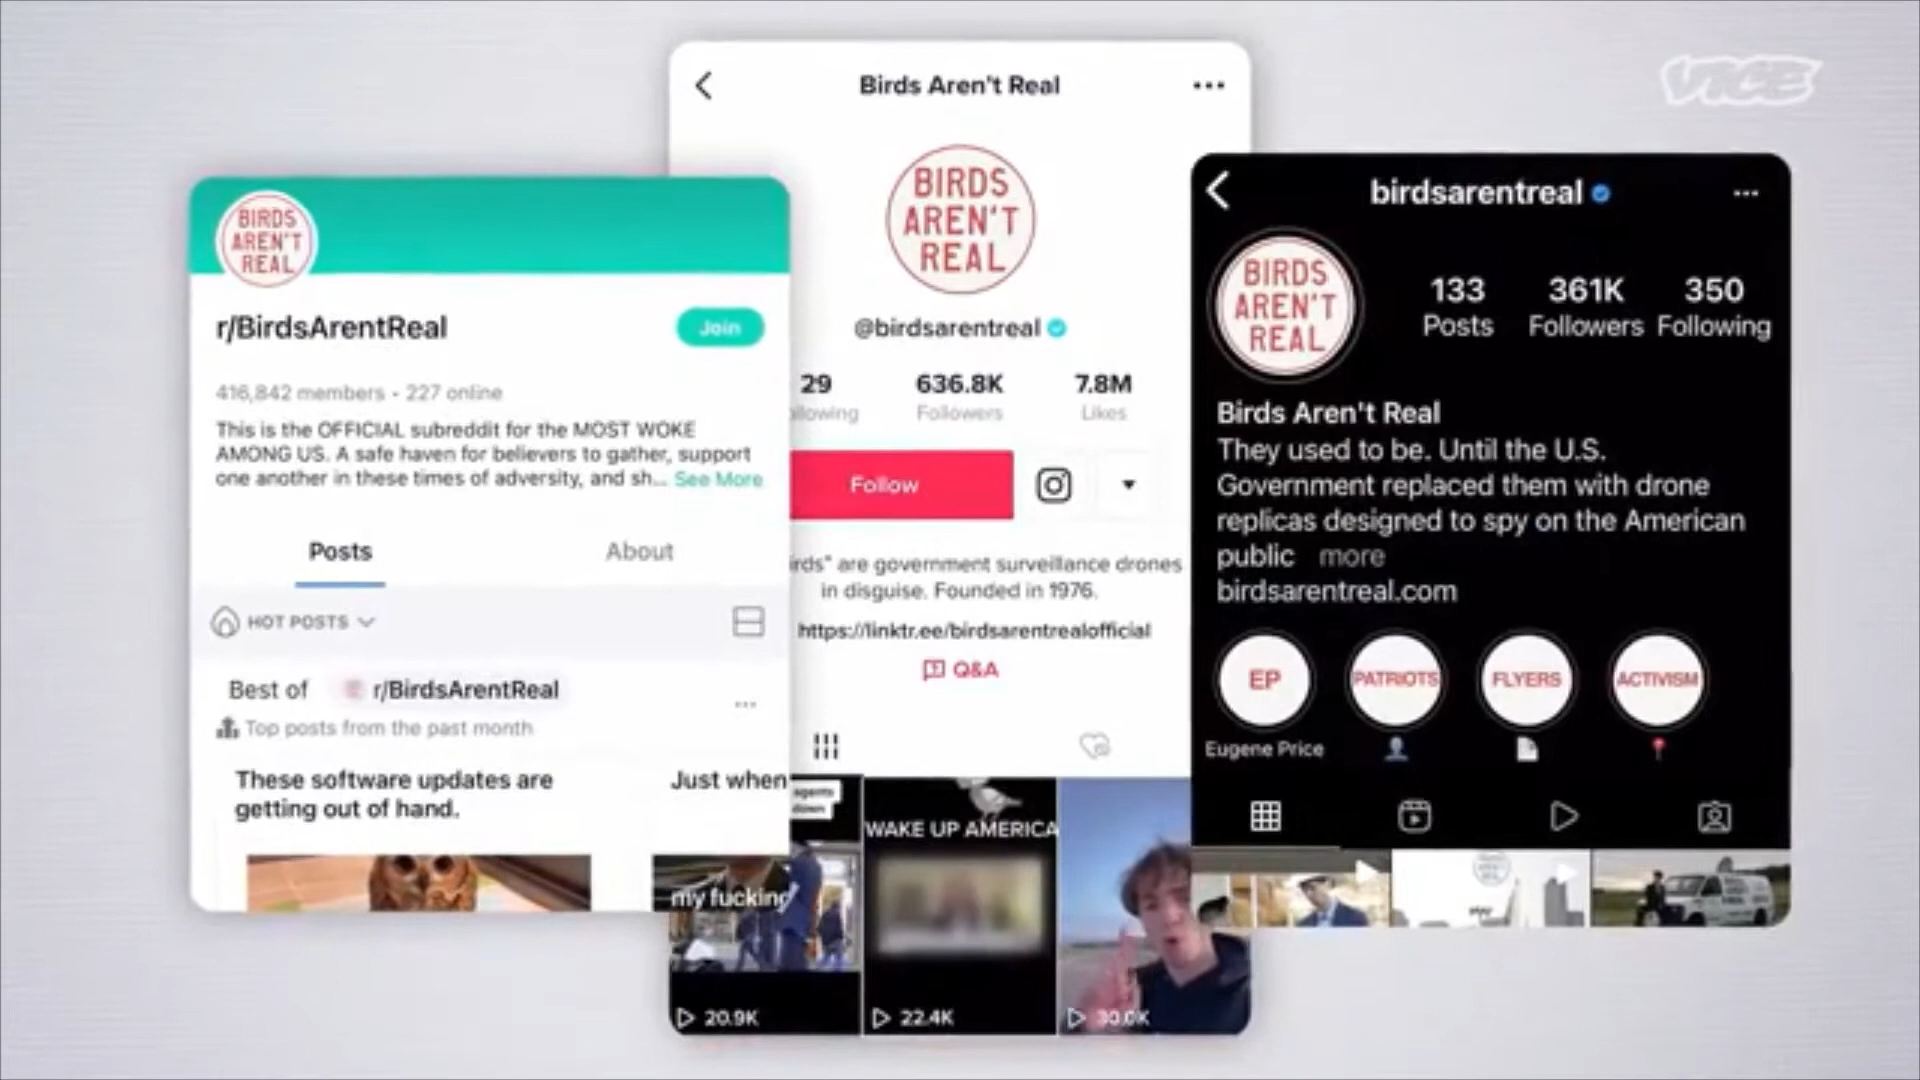 VICE
BIRDS
AREN'T
REAL
r/BirdsArentReal
Join
416,842 members • 227 online
This is the OFFICIAL subreddit for the MOST WOKE
AMONG US. A safe haven for believers to gather, support
one another in these times of adversity, and sh... See More
Posts About
HOT POSTS
Best of r/BirdsArentReal
Top posts from the past month
These software updates are
getting out of hand.
Just when
Birds Aren't Real
BIRDS
AREN'T
REAL
@birdsarentreal
29 636.8K 7.8M
llowing Followers Likes
Follow
irds" are government surveillance drones
in disguise. Founded in 1976.
https://linktr.ee/birdsarentrealofficial
Q&A
agents
down
my fucking
20.9K
WAKE UP AMERICA
22.4K
30.0K
birdsarentreal
BIRDS
AREN'T
REAL
133 361K 350
Posts Followers Following
Birds Aren't Real
They used to be. Until the U.S.
Government replaced them with drone
replicas designed to spy on the American
public more
birdsarentreal.com
EP PATRIOTS FLYERS ACTIVISM
Eugene Price